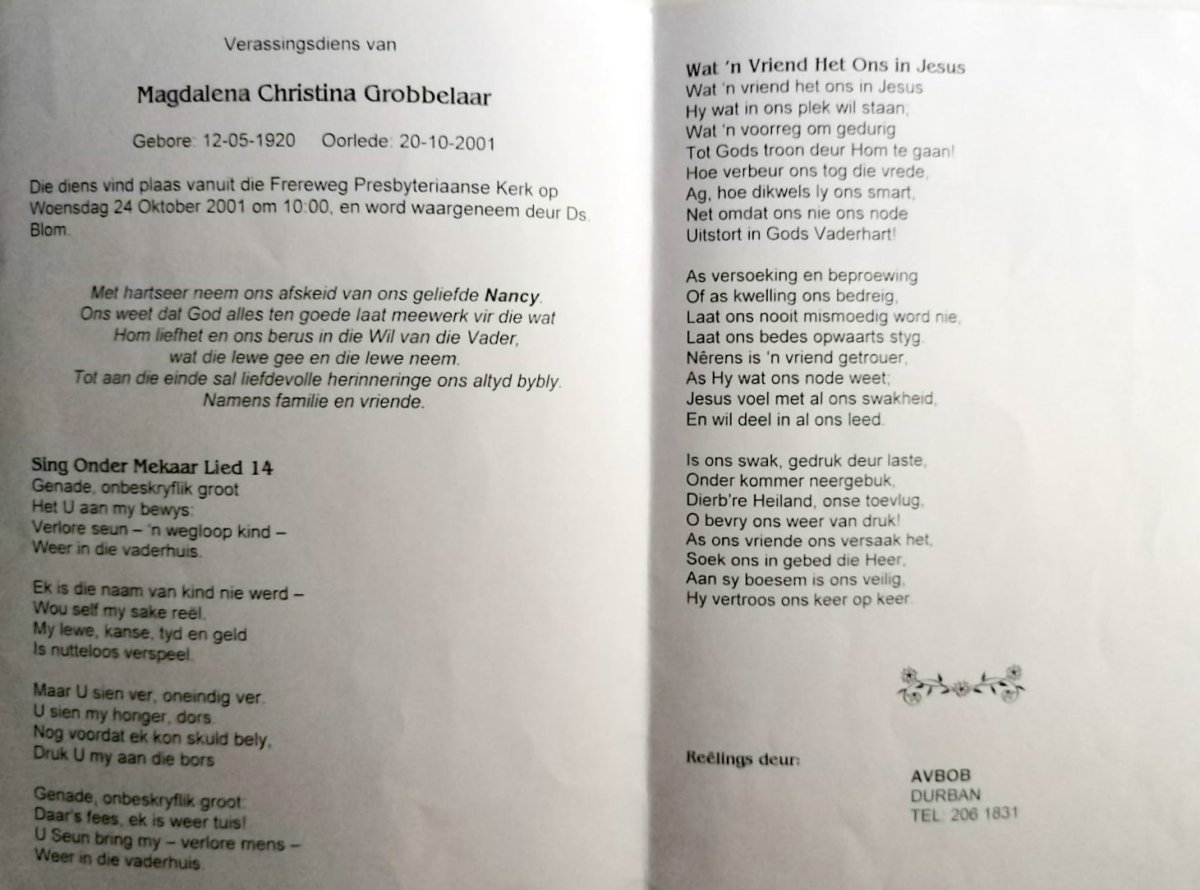 Verassingsdiens van
Magdalena Christina Grobbelaar
Gebore: 12-05-1920 Oorlede: 20-10-2001
Die diens vind plaas vanuit die Frereweg Presbyteriaanse Kerk op
Woensdag 24 Oktober 2001 om 10:00, en word waargeneem deur Ds.
Blom.
Met hartseer neem ons afskeid van ons geliefde Nancy.
Ons weet dat God alles ten goede laat meewerk vir die wat
Hom liefhet en ons berus in die Wil van die Vader,
wat die lewe gee en die lewe neem.
Tot aan die einde sal liefdevolle herinneringe ons altyd bybly.
Namens familie en vriende.
Sing Onder Mekaar Lied 14
Genade, onbeskryflik groot
Het U aan my bewys:
Verlore seun – 'n wegloop kind –
Weer in die vaderhuis.
Ek is die naam van kind nie werd –
Wou self my sake reël.
My lewe, kanse, tyd en geld
Is nutteloos verspeel.
Maar U sien ver, oneindig ver.
U sien my honger, dors.
Nog voordat ek kon skuld bely,
Druk U my aan die bors
Genade, onbeskryflik groot:
Daar's fees, ek is weer tuis!
U Seun bring my – verlore mens –
Weer in die vaderhuis.
Wat 'n Vriend Het Ons in Jesus
Wat 'n vriend het ons in Jesus
Hy wat in ons plek wil staan;
Wat 'n voorreg om gedurig
Tot Gods troon deur Hom te gaan!
Hoe verbeur ons tog die vrede,
Ag, hoe dikwels ly ons smart,
Net omdat ons nie ons node
Uitstort in Gods Vaderhart!
As versoeking en beproewing
Of as kwelling ons bedreig,
Laat ons nooit mismoedig word nie,
Laat ons bedes opwaarts styg.
Nêrens is 'n vriend getrouer,
As Hy wat ons node weet;
Jesus voel met al ons swakheid,
En wil deel in al ons leed.
Is ons swak, gedruk deur laste,
Onder kommer neergebuk,
Dierb're Heiland, onse toevlug,
O bevry ons weer van druk!
As ons vriende ons versaak het,
Soek ons in gebed die Heer,
Aan sy boesem is ons veilig,
Hy vertroos ons keer op keer.
Reëlings deur:
AVBOB
DURBAN
TEL: 206 1831